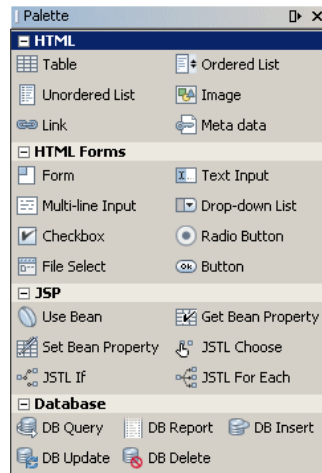 Palette
HTML
Table Ordered List
Unordered List Image
Link Meta data
HTML Forms
Form Text Input
Multi-line Input Drop-down List
Checkbox Radio Button
File Select Ok Button
JSP
Use Bean Get Bean Property
Set Bean Property JSTL Choose
JSTL If JSTL For Each
Database
DB Query DB Report DB Insert
DB Update DB Delete